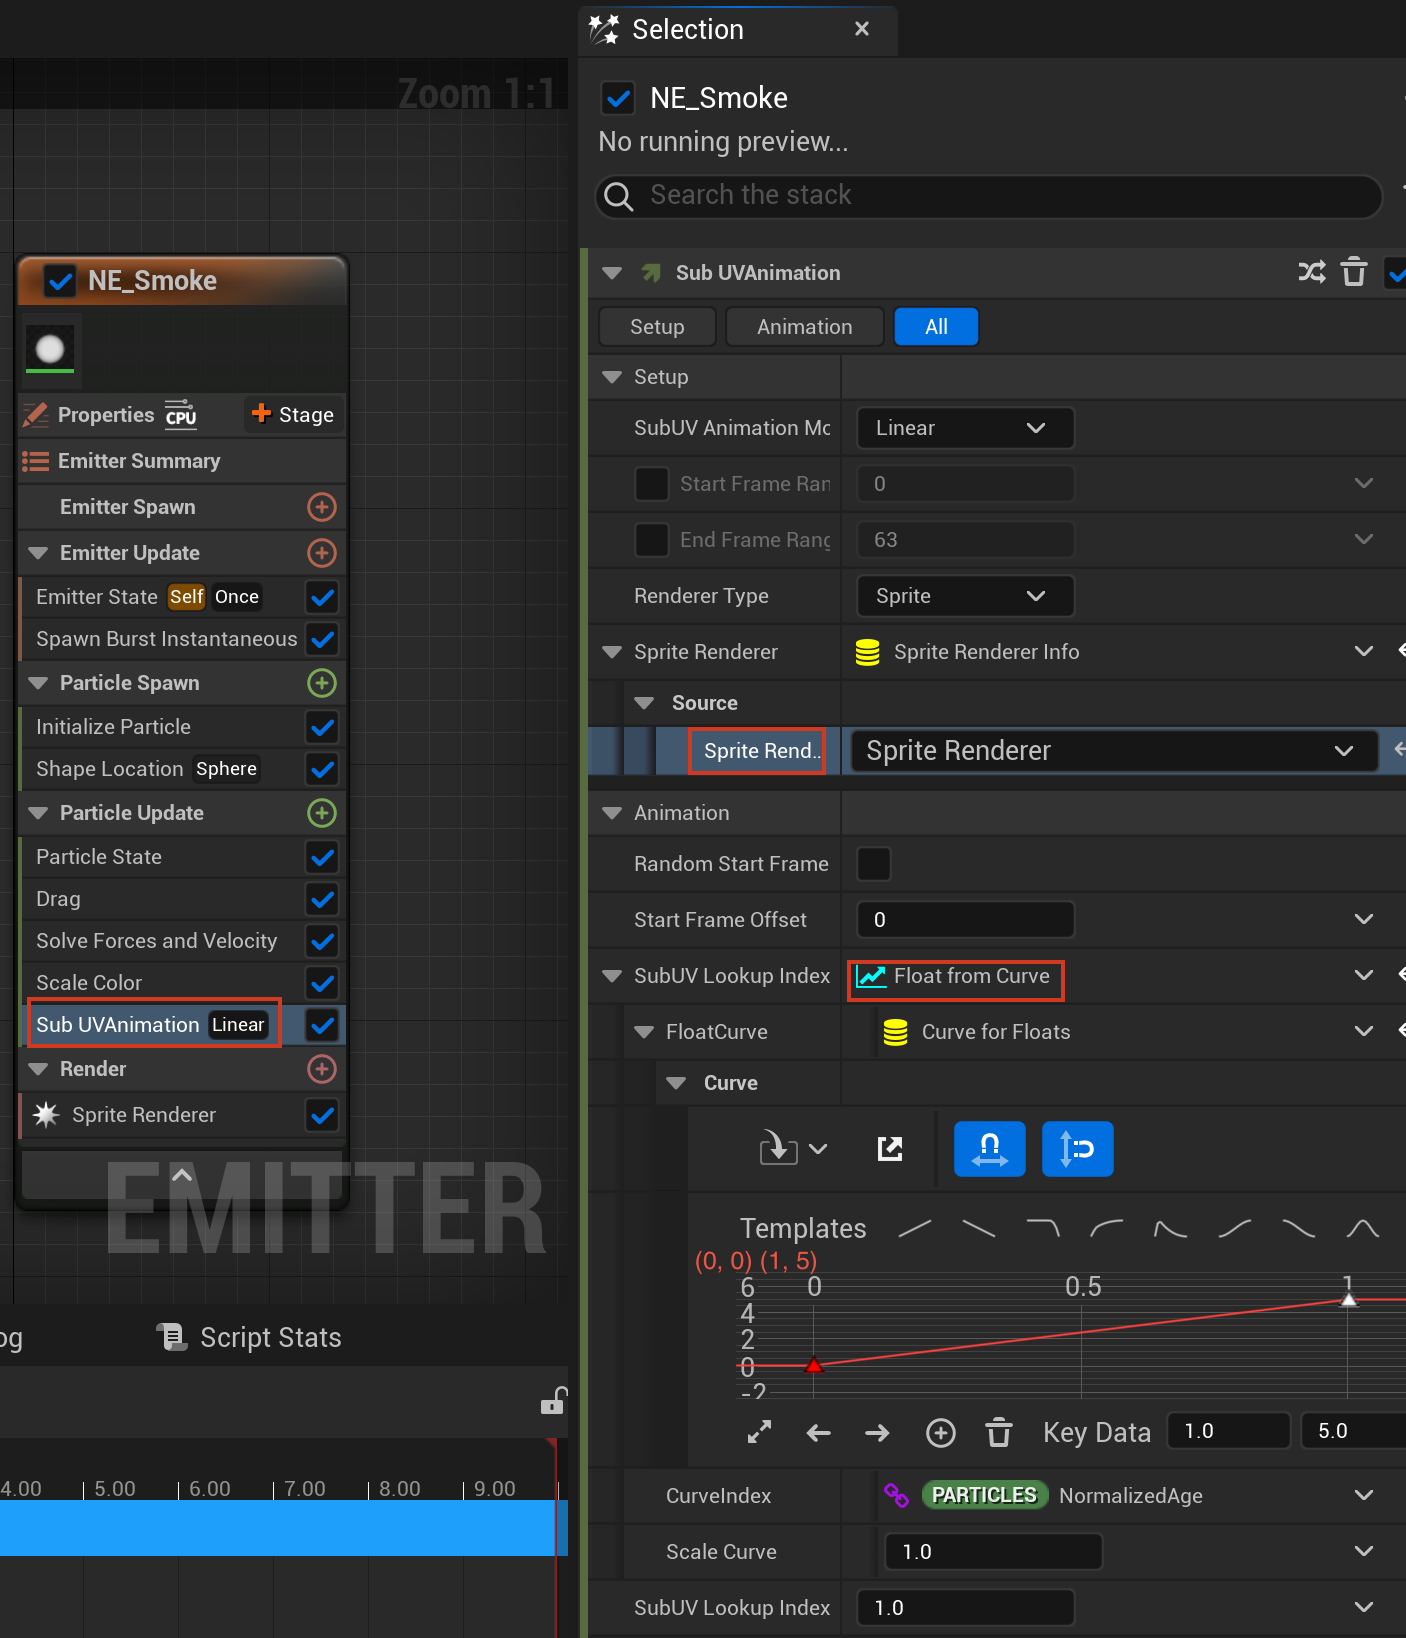 Selection
Zoom 1:1
NE_Smoke
No running preview...
Search the stack
NE_Smoke
Properties CPU Stage
Emitter Summary
Emitter Spawn
Emitter Update
Emitter State Self Once
Spawn Burst Instantaneous
Particle Spawn
Initialize Particle
Shape Location Sphere
Particle Update
Particle State
Drag
Solve Forces and Velocity
Scale Color
Sub UVAnimation Linear
Render
Sprite Renderer
EMITTER
Script Stats
4.00 5.00 6.00 7.00 8.00 9.00
Sub UVAnimation
Setup Animation All
Setup
SubUV Animation Mo Linear
Start Frame Ran 0
End Frame Rang 63
Renderer Type Sprite
Sprite Renderer Sprite Renderer Info
Source
Sprite Rend.. Sprite Renderer
Animation
Random Start Frame
Start Frame Offset 0
SubUV Lookup Index Float from Curve
FloatCurve Curve for Floats
Curve
Templates
(0, 0) (1, 5)
0 0.5 1
6
4
2
0
-2
Key Data 1.0 5.0
CurveIndex PARTICLES NormalizedAge
Scale Curve 1.0
SubUV Lookup Index 1.0